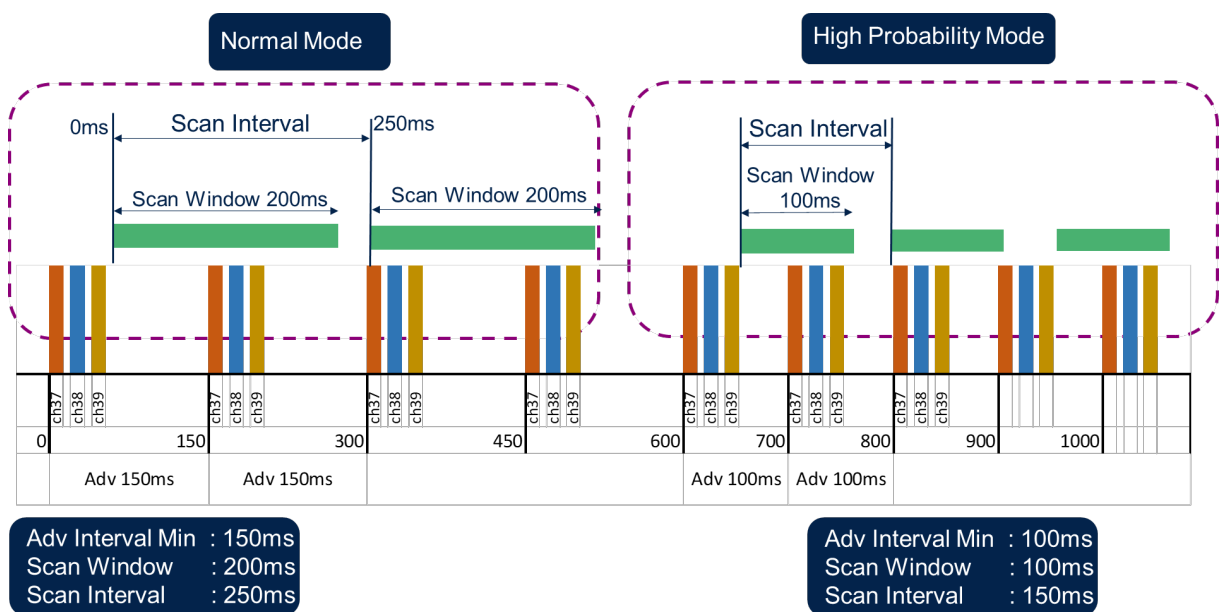 Normal Mode
High Probability Mode
0ms
Scan Interval
250ms
Scan Interval
Scan Window 200ms
Scan Window 200ms
Scan Window
100ms
ch37
ch38
ch39
ch37
ch38
ch39
ch37
ch38
ch39
ch37
ch38
ch39
ch37
ch38
ch39
ch37
ch38
ch39
ch37
ch38
ch39
0
150
300
450
600
700
800
900
1000
Adv 150ms
Adv 150ms
Adv 100ms
Adv 100ms
Adv Interval Min : 150ms
Scan Window : 200ms
Scan Interval : 250ms
Adv Interval Min : 100ms
Scan Window : 100ms
Scan Interval : 150ms